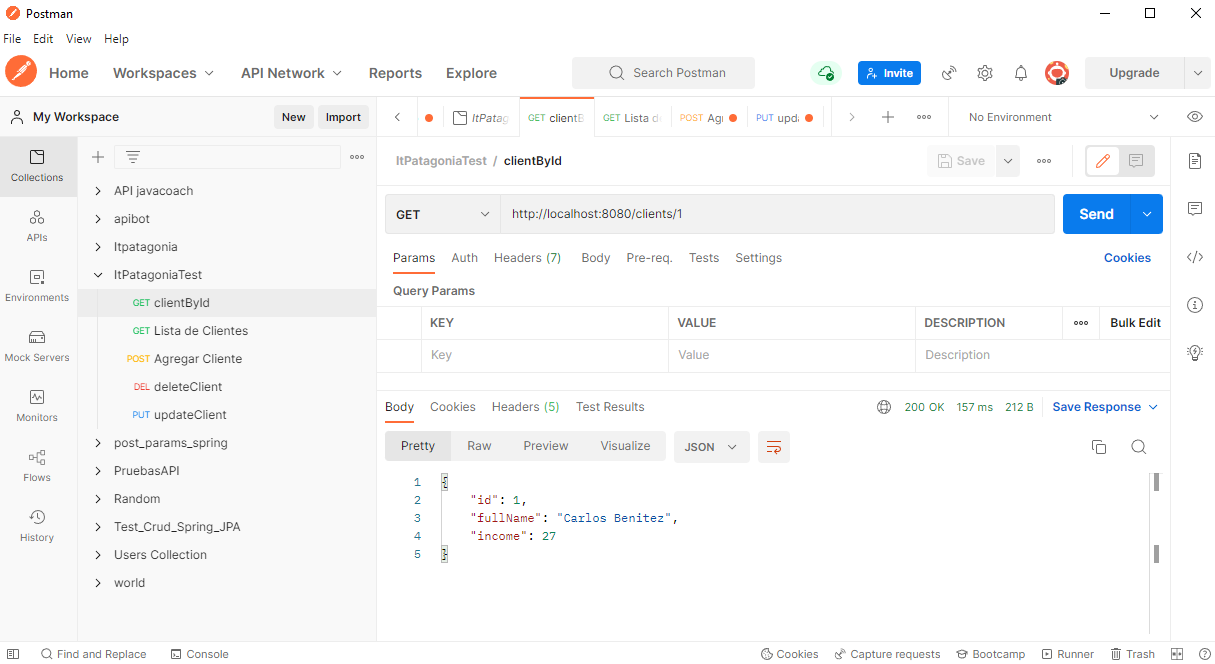 Postman
File Edit View Help
Home Workspaces API Network Reports Explore Search Postman Invite Upgrade
My Workspace New Import
ItPatag GET clientB GET Lista d POST Ag PUT upd No Environment
Collections
APIs
Environments
Mock Servers
Monitors
Flows
History
API javacoach
apibot
Itpatagonia
ItPatagoniaTest
GET clientById
GET Lista de Clientes
POST Agregar Cliente
DEL deleteClient
PUT updateClient
post_params_spring
PruebasAPI
Random
Test_Crud_Spring_JPA
Users Collection
world
ItPatagoniaTest / clientById Save
GET http://localhost:8080/clients/1 Send
Params Auth Headers (7) Body Pre-req. Tests Settings Cookies
Query Params
KEY VALUE DESCRIPTION Bulk Edit
Key Value Description
Body Cookies Headers (5) Test Results 200 OK 157 ms 212 B Save Response
Pretty Raw Preview Visualize JSON
1 {
2 "id": 1,
3 "fullName": "Carlos Benitez",
4 "income": 27
5 }
Find and Replace Console Cookies Capture requests Bootcamp Runner Trash